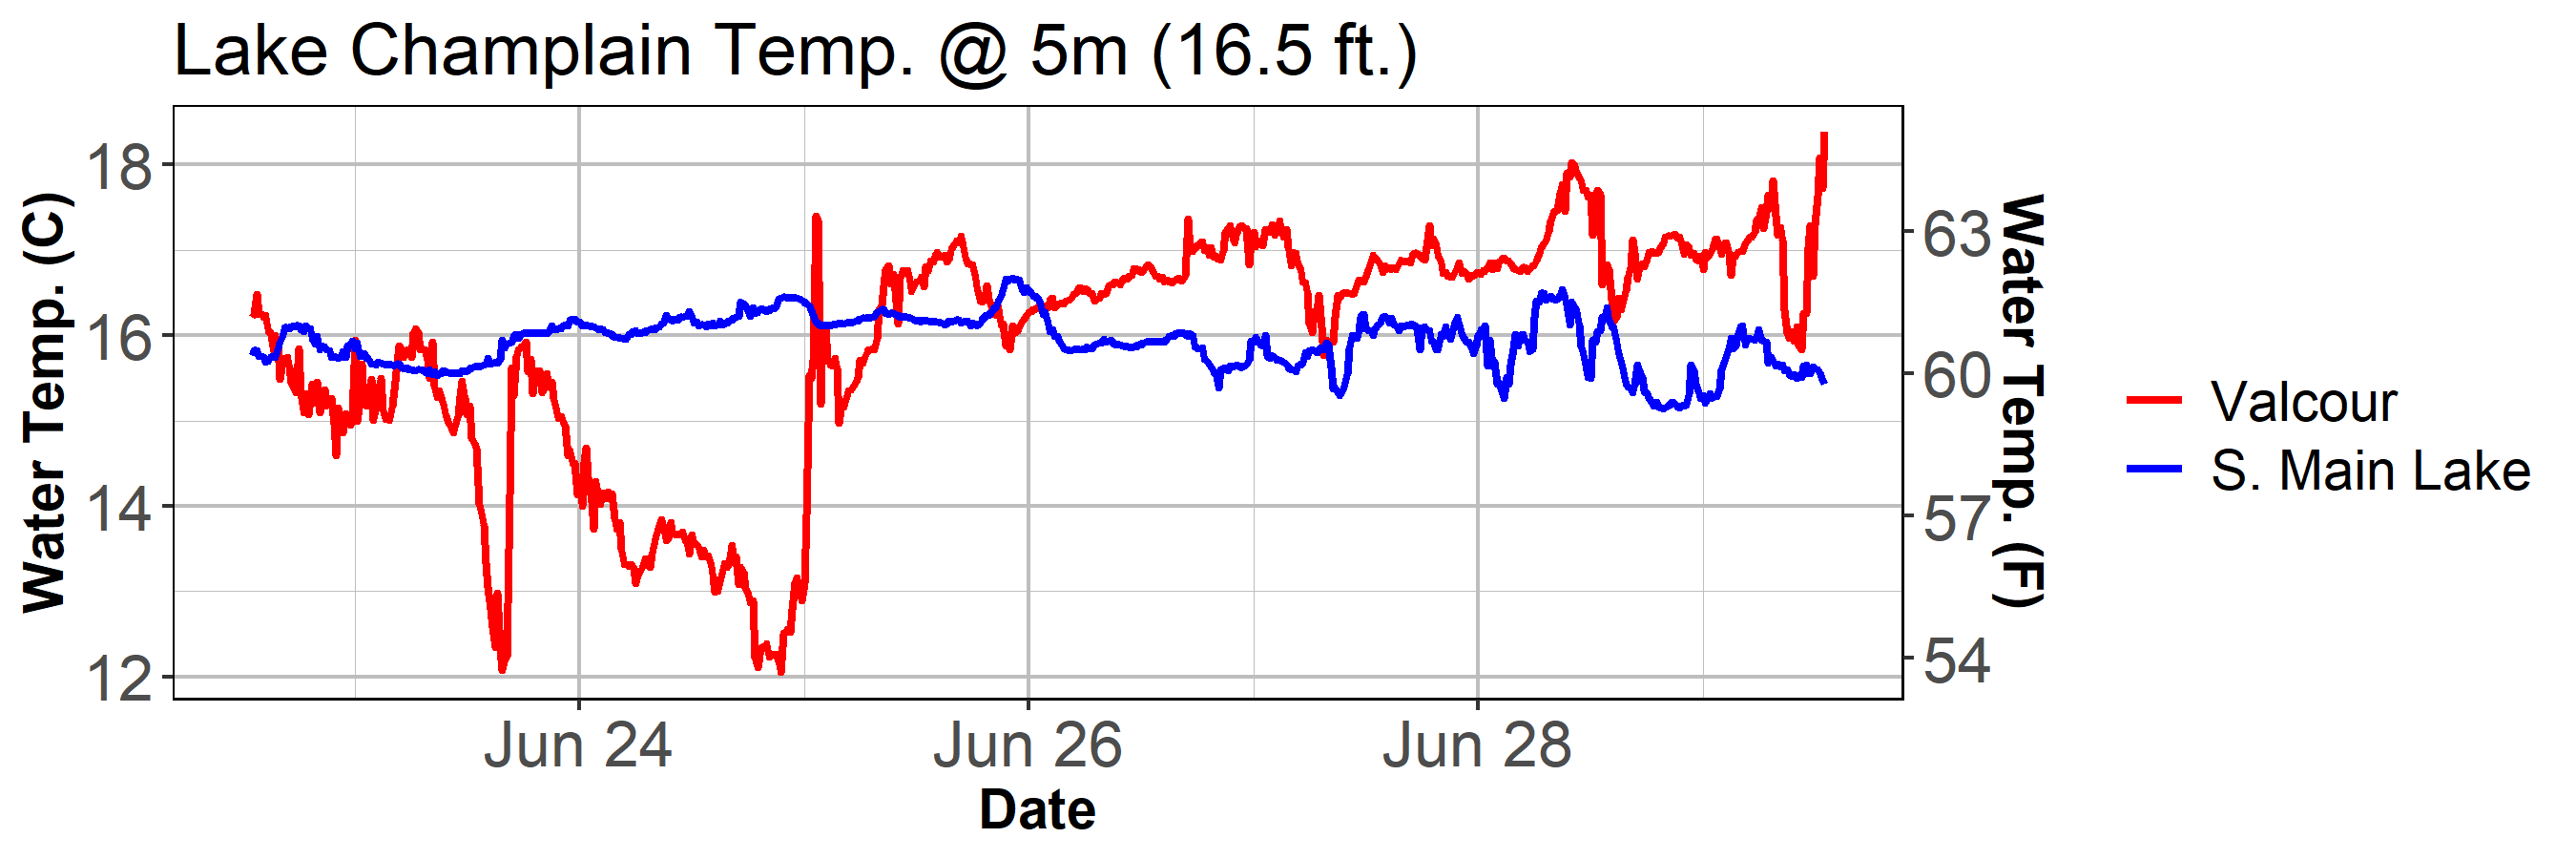 Lake Champlain Temp. @ 5m (16.5 ft.)
Water Temp. (C)
18
16
14
12
63
60
57
54
Water Temp. (F)
Jun 24
Jun 26
Jun 28
Date
Valcour
S. Main Lake